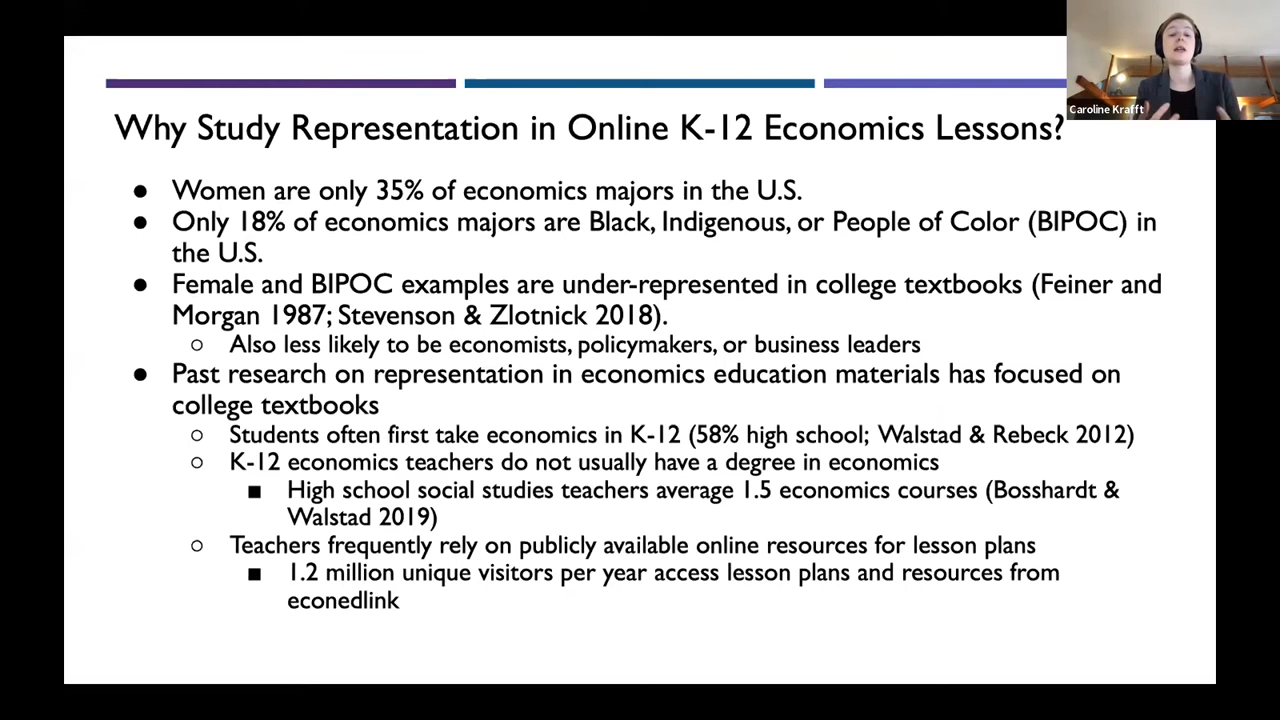 Caroline Krafft
Why Study Representation in Online K-12 Economics Lessons?
● Women are only 35% of economics majors in the U.S.
● Only 18% of economics majors are Black, Indigenous, or People of Color (BIPOC) in
the U.S.
● Female and BIPOC examples are under-represented in college textbooks (Feiner and
Morgan 1987; Stevenson & Zlotnick 2018).
○ Also less likely to be economists, policymakers, or business leaders
● Past research on representation in economics education materials has focused on
college textbooks
○ Students often first take economics in K-12 (58% high school; Walstad & Rebeck 2012)
○ K-12 economics teachers do not usually have a degree in economics
■ High school social studies teachers average 1.5 economics courses (Bosshardt &
Walstad 2019)
○ Teachers frequently rely on publicly available online resources for lesson plans
■ 1.2 million unique visitors per year access lesson plans and resources from
econedlink